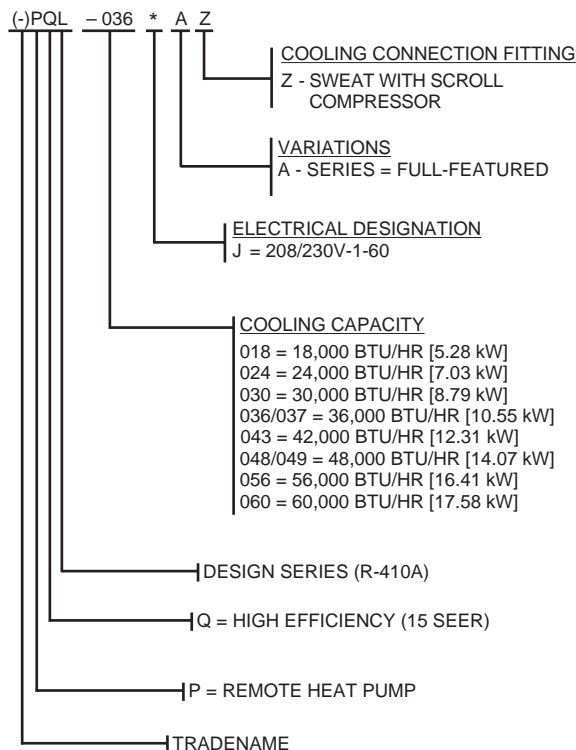 (-)PQL – 036 * A Z
COOLING CONNECTION FITTING
Z - SWEAT WITH SCROLL
COMPRESSOR
VARIATIONS
A - SERIES = FULL-FEATURED
ELECTRICAL DESIGNATION
J = 208/230V-1-60
COOLING CAPACITY
018 = 18,000 BTU/HR [5.28 kW]
024 = 24,000 BTU/HR [7.03 kW]
030 = 30,000 BTU/HR [8.79 kW]
036/037 = 36,000 BTU/HR [10.55 kW]
043 = 42,000 BTU/HR [12.31 kW]
048/049 = 48,000 BTU/HR [14.07 kW]
056 = 56,000 BTU/HR [16.41 kW]
060 = 60,000 BTU/HR [17.58 kW]
DESIGN SERIES (R-410A)
Q = HIGH EFFICIENCY (15 SEER)
P = REMOTE HEAT PUMP
TRADENAME